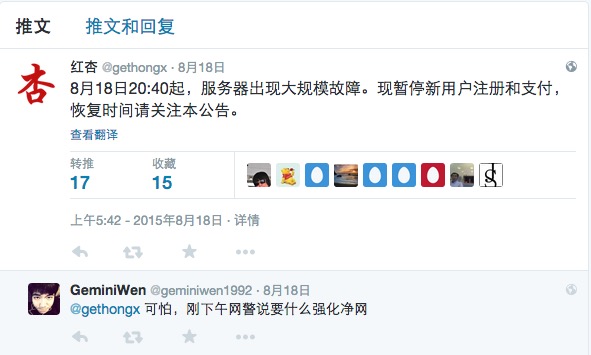 推文 推文和回复
杏 红杏 @gethongx · 8月18日
8月18日20:40起，服务器出现大规模故障。现暂停新用户注册和支付，
恢复时间请关注本公告。
查看翻译
转推 收藏
17 15
上午5:42 - 2015年8月18日 · 详情
GeminiWen @geminiwen1992 · 8月18日
@gethongx 可怕，刚下午网警说要什么强化净网